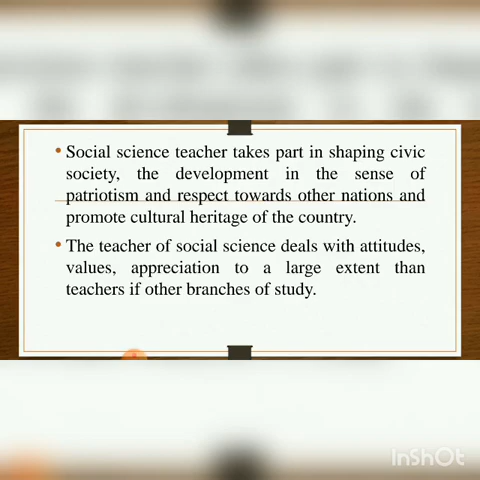 • Social science teacher takes part in shaping civic
society, the development in the sense of
patriotism and respect towards other nations and
promote cultural heritage of the country.
• The teacher of social science deals with attitudes,
values, appreciation to a large extent than
teachers if other branches of study.
InShOt